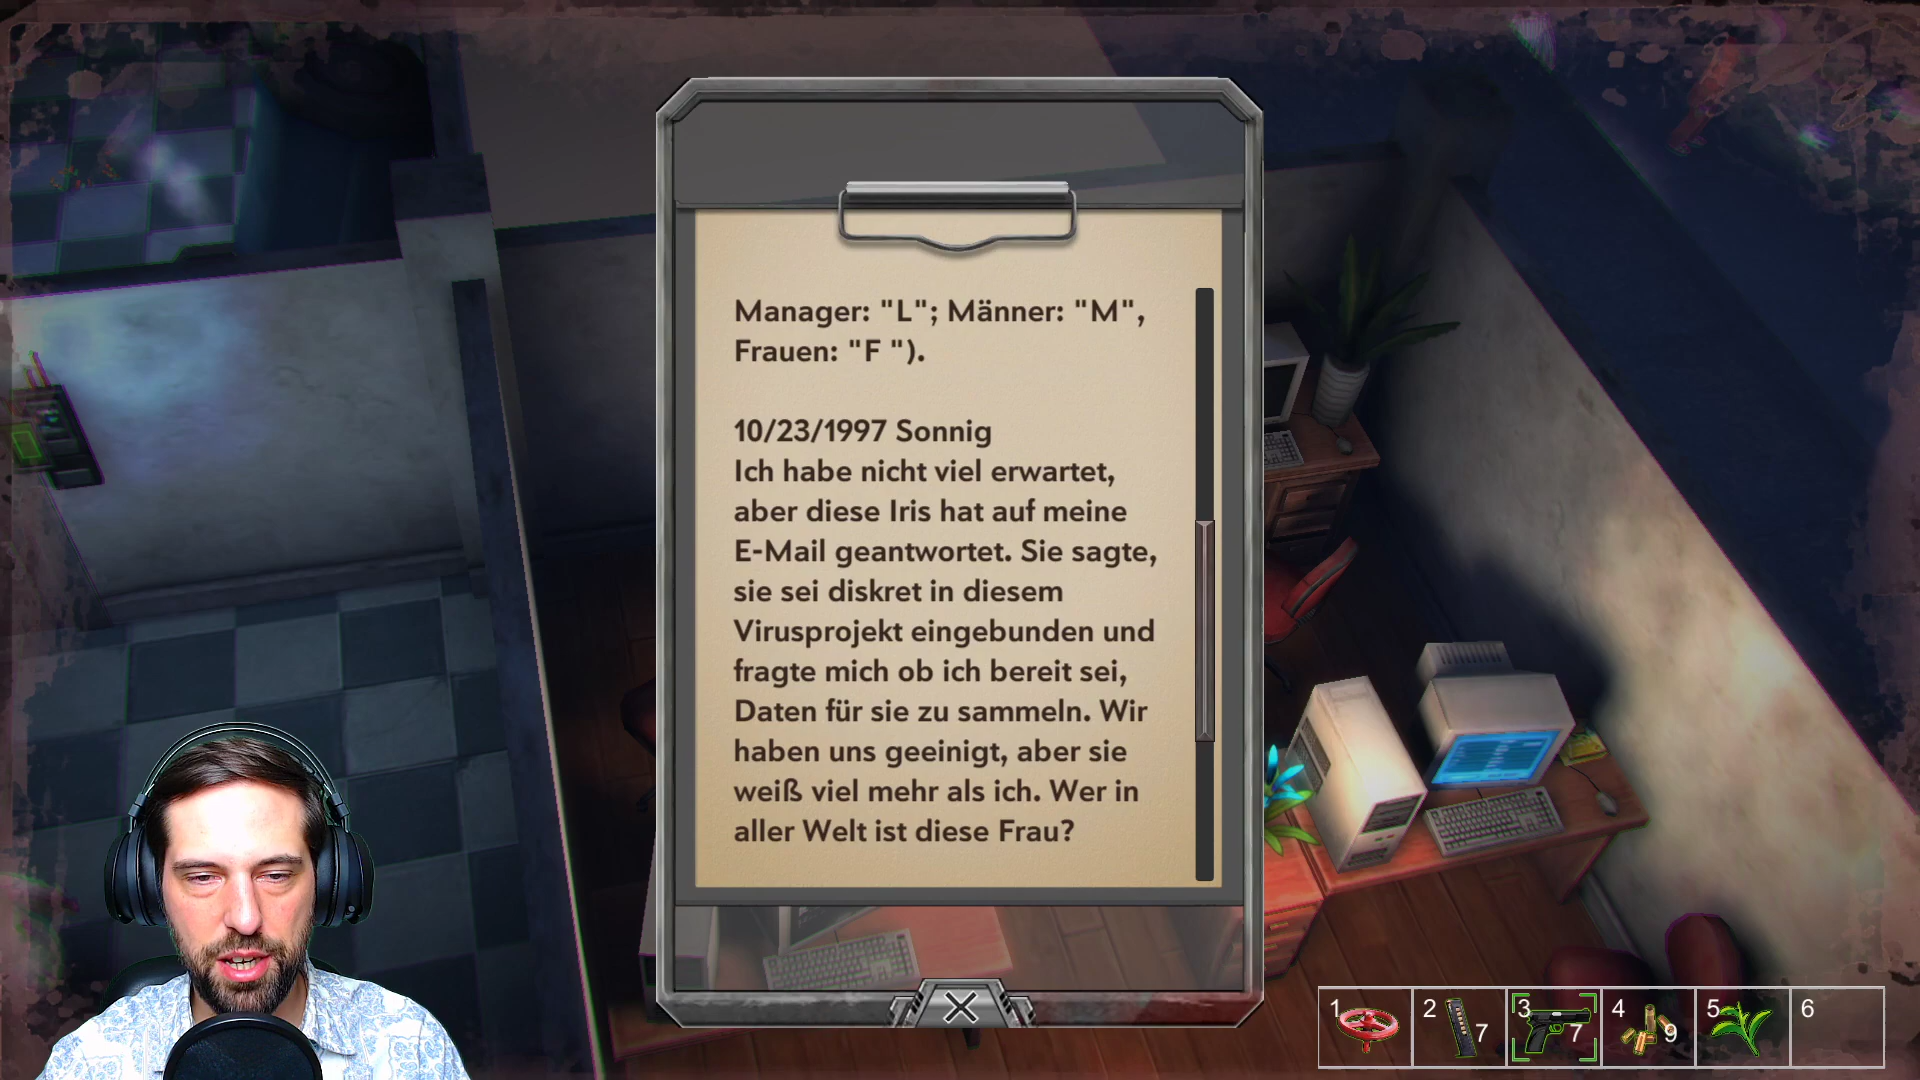 Manager: "L"; Männer: "M",
Frauen: "F ").
10/23/1997 Sonnig
Ich habe nicht viel erwartet,
aber diese Iris hat auf meine
E-Mail geantwortet. Sie sagte,
sie sei diskret in diesem
Virusprojekt eingebunden und
fragte mich ob ich bereit sei,
Daten für sie zu sammeln. Wir
haben uns geeinigt, aber sie
weiß viel mehr als ich. Wer in
aller Welt ist diese Frau?
1 2 7 3 7 4 9 5 6